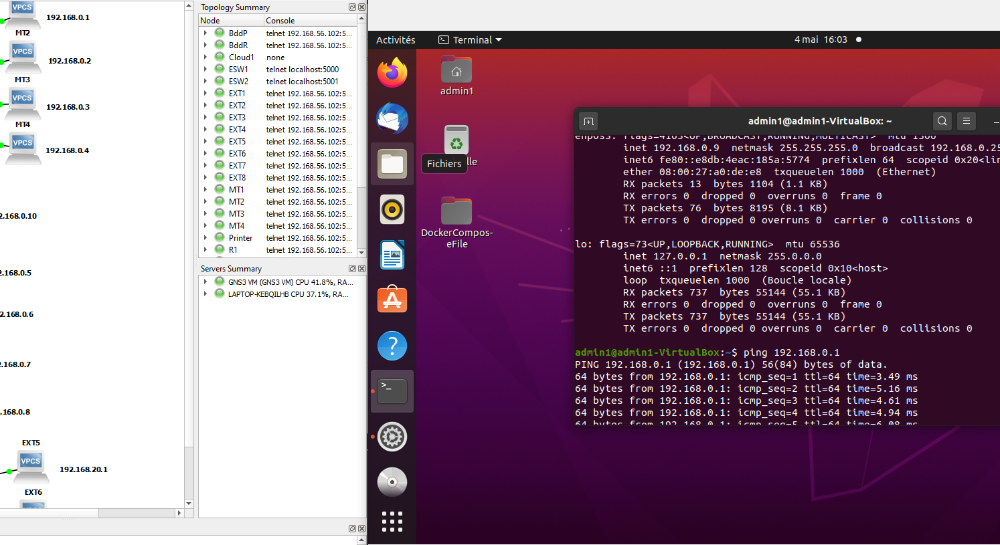 VPCS
192.168.0.1
MT2
VPCS
192.168.0.2
MT3
VPCS
192.168.0.3
MT4
VPCS
192.168.0.4
2.168.0.10
2.168.0.5
2.168.0.6
.168.0.7
.168.0.8
EXT5
VPCS
192.168.20.1
EXT6
VPCS
Topology Summary
Node Console
BddP telnet 192.168.56.102:5...
BddR telnet 192.168.56.102:5...
Cloud1 none
ESW1 telnet localhost:5000
ESW2 telnet localhost:5001
EXT1 telnet 192.168.56.102:5...
EXT2 telnet 192.168.56.102:5...
EXT3 telnet 192.168.56.102:5...
EXT4 telnet 192.168.56.102:5...
EXT5 telnet 192.168.56.102:5...
EXT6 telnet 192.168.56.102:5...
EXT7 telnet 192.168.56.102:5...
EXT8 telnet 192.168.56.102:5...
MT1 telnet 192.168.56.102:5...
MT2 telnet 192.168.56.102:5...
MT3 telnet 192.168.56.102:5...
MT4 telnet 192.168.56.102:5...
Printer telnet 192.168.56.102:5...
R1 telnet 192.168.56.102:5...
Servers Summary
GNS3 VM (GNS3 VM) CPU 41.8%, RA...
LAPTOP-KEBQILHB CPU 37.1%, RA...
Activités Terminal 4 mai 16:03
admin1
Fichiers
lle
DockerCompos-
eFile
admin1@admin1-VirtualBox: ~
enp0s3: flags=4163<UP,BROADCAST,RUNNING,MULTICAST> mtu 1500
inet 192.168.0.9 netmask 255.255.255.0 broadcast 192.168.0.25
inet6 fe80::e8db:4eac:185a:5774 prefixlen 64 scopeid 0x20<lin
ether 08:00:27:a0:de:e8 txqueuelen 1000 (Ethernet)
RX packets 13 bytes 1104 (1.1 KB)
RX errors 0 dropped 0 overruns 0 frame 0
TX packets 76 bytes 8195 (8.1 KB)
TX errors 0 dropped 0 overruns 0 carrier 0 collisions 0
lo: flags=73<UP,LOOPBACK,RUNNING> mtu 65536
inet 127.0.0.1 netmask 255.0.0.0
inet6 ::1 prefixlen 128 scopeid 0x10<host>
loop txqueuelen 1000 (Boucle locale)
RX packets 737 bytes 55144 (55.1 KB)
RX errors 0 dropped 0 overruns 0 frame 0
TX packets 737 bytes 55144 (55.1 KB)
TX errors 0 dropped 0 overruns 0 carrier 0 collisions 0
admin1@admin1-VirtualBox:~$ ping 192.168.0.1
PING 192.168.0.1 (192.168.0.1) 56(84) bytes of data.
64 bytes from 192.168.0.1: icmp_seq=1 ttl=64 time=3.49 ms
64 bytes from 192.168.0.1: icmp_seq=2 ttl=64 time=5.16 ms
64 bytes from 192.168.0.1: icmp_seq=3 ttl=64 time=4.61 ms
64 bytes from 192.168.0.1: icmp_seq=4 ttl=64 time=4.94 ms
64 bytes from 192.168.0.1: icmp_seq=5 ttl=64 time=6.08 ms